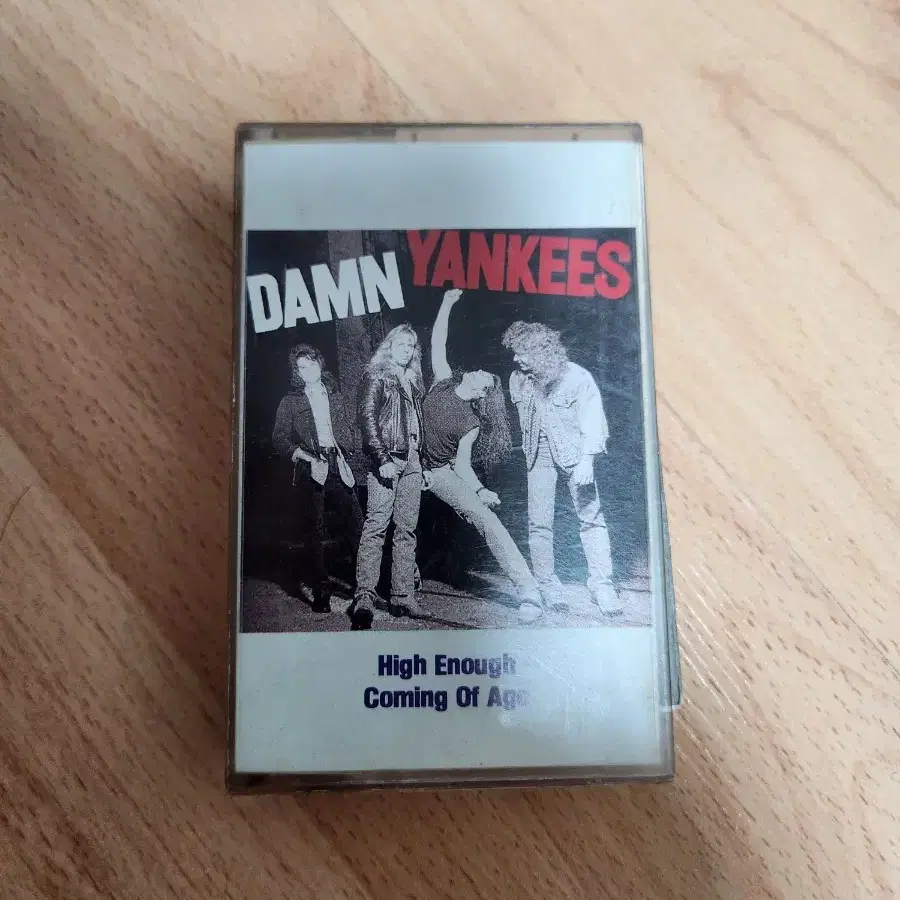 DAMN YANKEES
High Enough
Coming Of Age